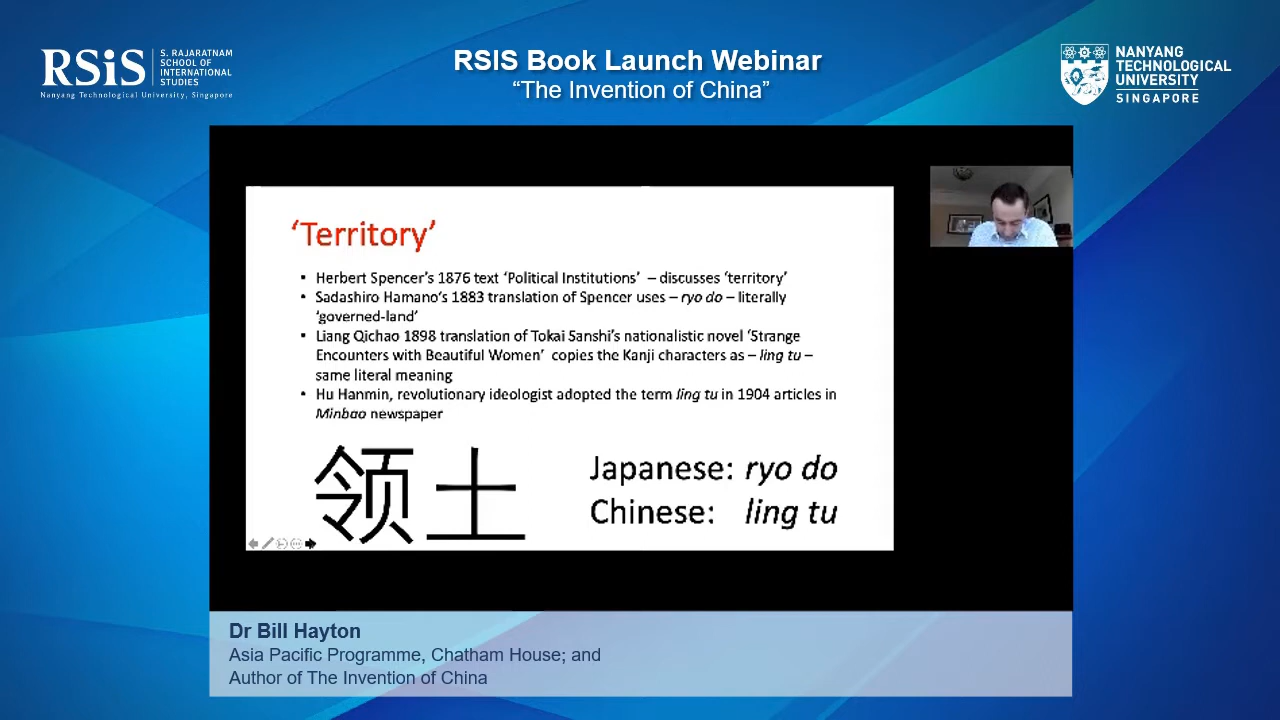 RSiS
S. RAJARATNAM
SCHOOL OF
INTERNATIONAL
STUDIES
Nanyang Technological University, Singapore
RSIS Book Launch Webinar
“The Invention of China”
NANYANG
TECHNOLOGICAL
UNIVERSITY
SINGAPORE
‘Territory’
• Herbert Spencer’s 1876 text ‘Political Institutions’ – discusses ‘territory’
• Sadashiro Hamano’s 1883 translation of Spencer uses – ryo do – literally
‘governed-land’
• Liang Qichao 1898 translation of Tokai Sanshi’s nationalistic novel ‘Strange
Encounters with Beautiful Women’ copies the Kanji characters as – ling tu –
same literal meaning
• Hu Hanmin, revolutionary ideologist adopted the term ling tu in 1904 articles in
Minbao newspaper
领土
Japanese: ryo do
Chinese: ling tu
Dr Bill Hayton
Asia Pacific Programme, Chatham House; and
Author of The Invention of China